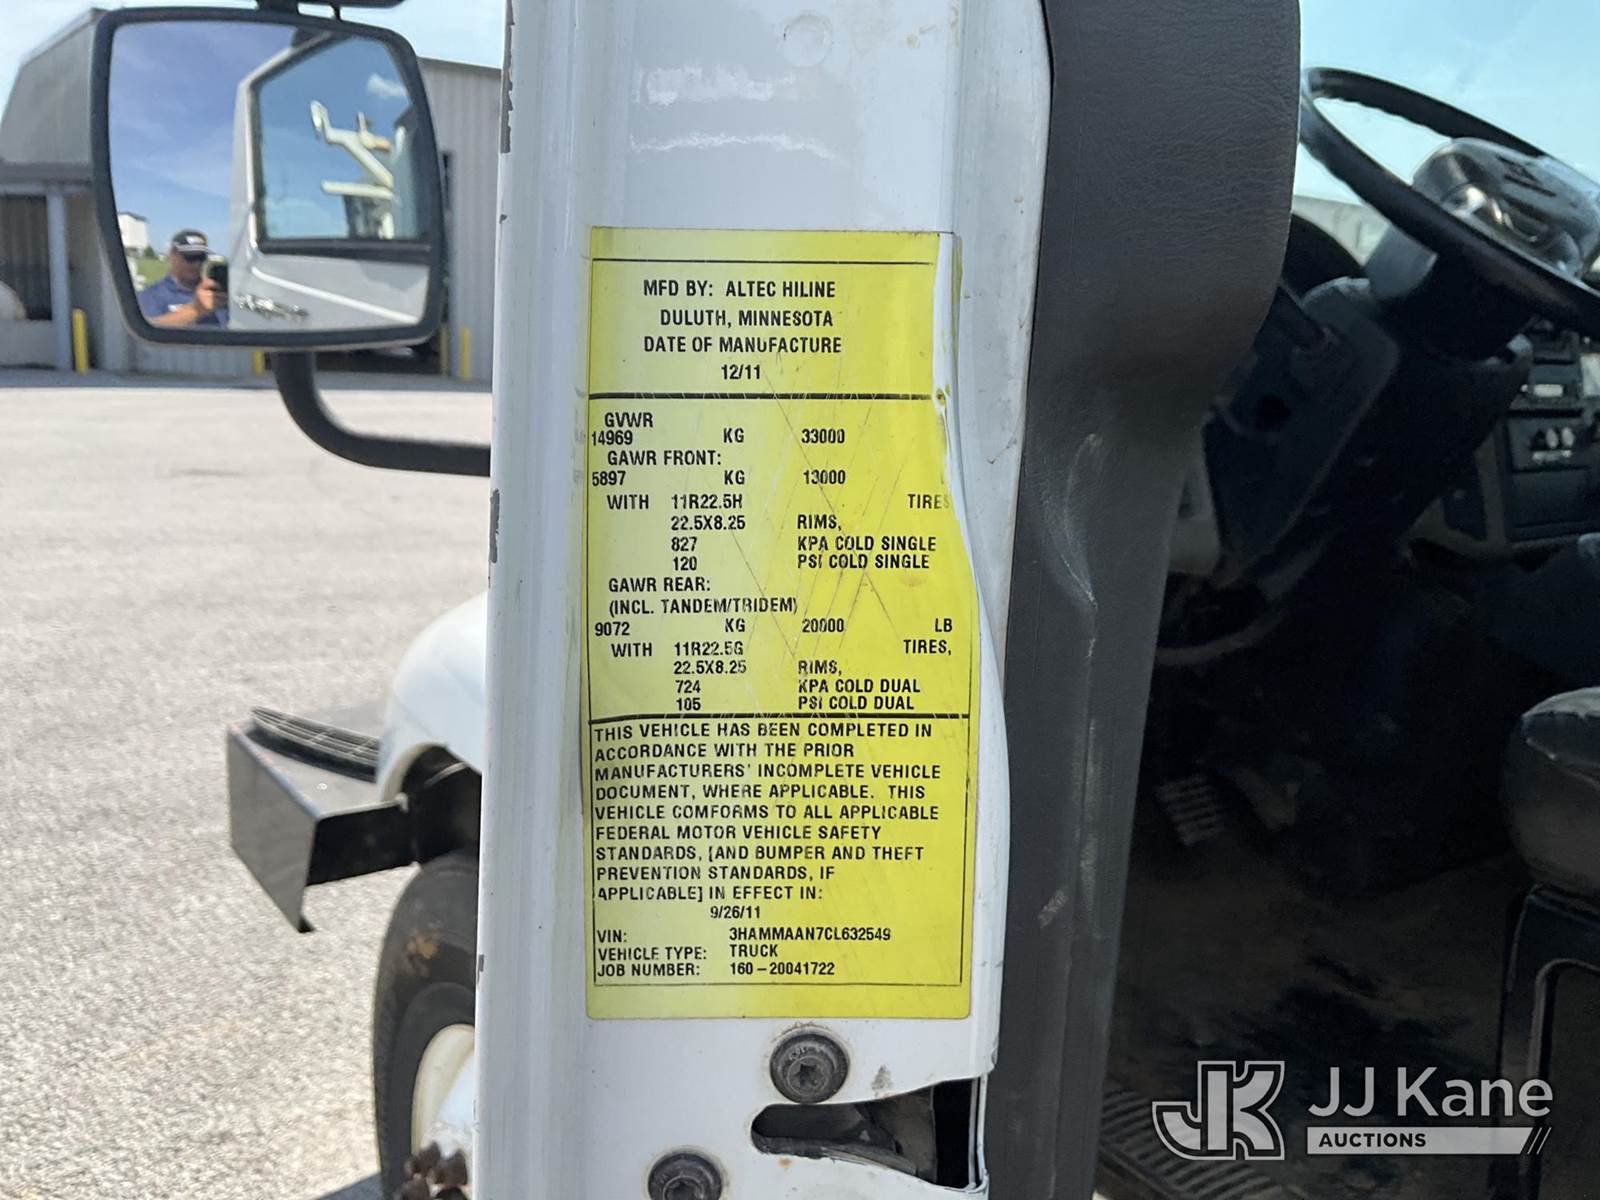 MFD BY: ALTEC HILINE
DULUTH, MINNESOTA
DATE OF MANUFACTURE
12/11
GVWR
14969 KG 33000
GAWR FRONT:
5897 KG 13000
WITH 11R22.5H TIRES
22.5X8.25 RIMS,
827 KPA COLD SINGLE
120 PSI COLD SINGLE
GAWR REAR:
(INCL. TANDEM/TRIDEM)
9072 KG 20000 LB
WITH 11R22.5G TIRES,
22.5X8.25 RIMS,
724 KPA COLD DUAL
105 PSI COLD DUAL
THIS VEHICLE HAS BEEN COMPLETED IN
ACCORDANCE WITH THE PRIOR
MANUFACTURERS' INCOMPLETE VEHICLE
DOCUMENT, WHERE APPLICABLE. THIS
VEHICLE COMFORMS TO ALL APPLICABLE
FEDERAL MOTOR VEHICLE SAFETY
STANDARDS, [AND BUMPER AND THEFT
PREVENTION STANDARDS, IF
APPLICABLE] IN EFFECT IN:
9/26/11
VIN: 3HAMMAAN7CL632549
VEHICLE TYPE: TRUCK
JOB NUMBER: 160-20041722
JK JJ Kane
AUCTIONS